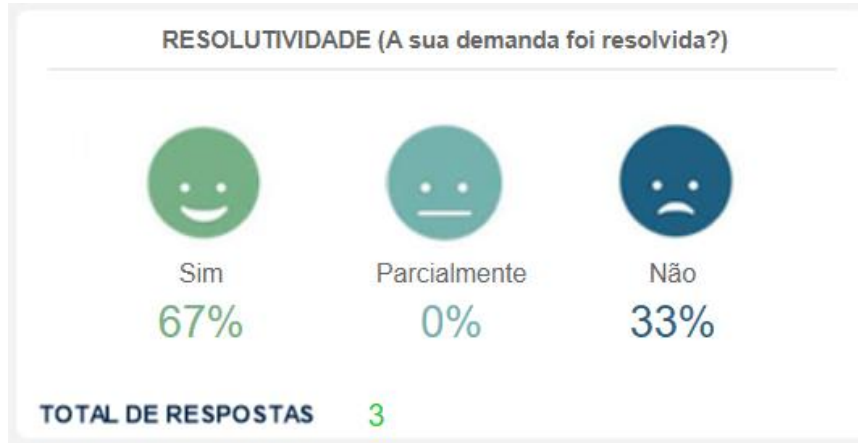 RESOLUTIVIDADE (A sua demanda foi resolvida?)
Sim Parcialmente Não
67% 0% 33%
TOTAL DE RESPOSTAS 3